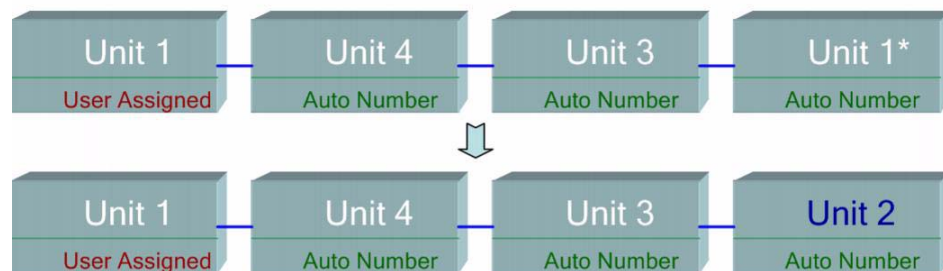 Unit 1 Unit 4 Unit 3 Unit 1*
User Assigned Auto Number Auto Number Auto Number
Unit 1 Unit 4 Unit 3 Unit 2
User Assigned Auto Number Auto Number Auto Number